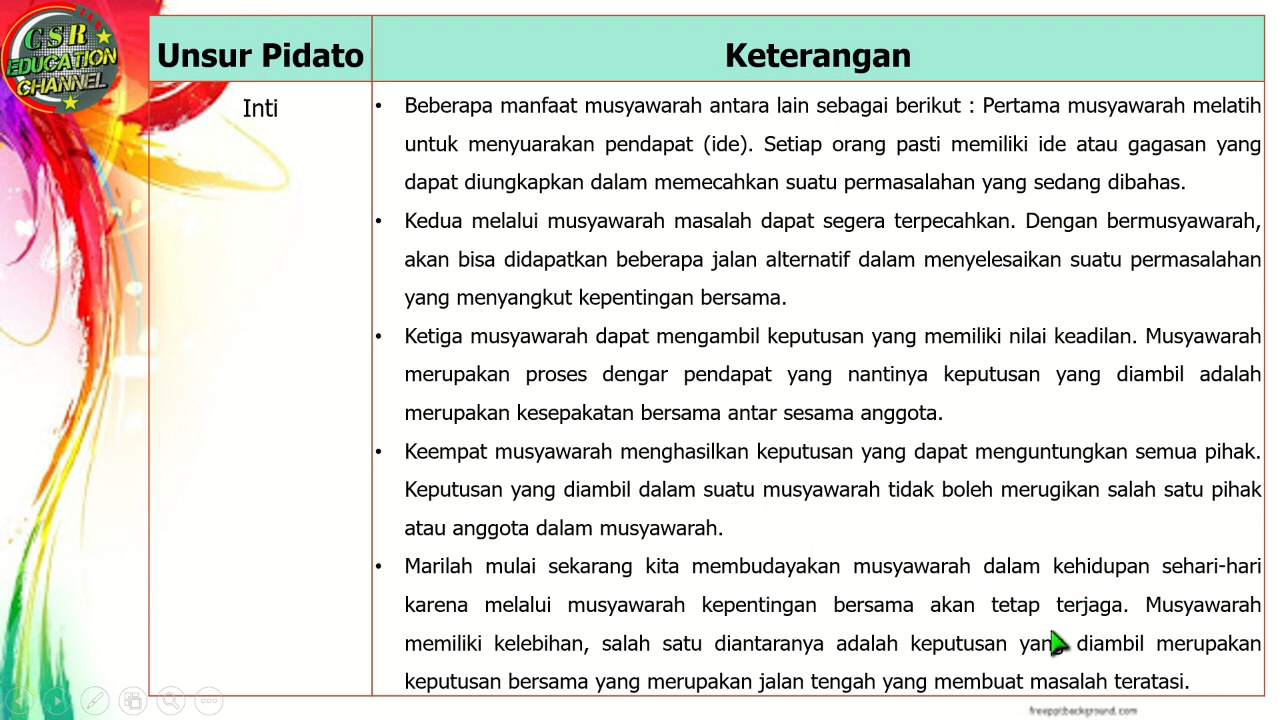 CSR
EDUCATION
CHANNEL
Unsur Pidato
Keterangan
Inti
• Beberapa manfaat musyawarah antara lain sebagai berikut : Pertama musyawarah melatih
untuk menyuarakan pendapat (ide). Setiap orang pasti memiliki ide atau gagasan yang
dapat diungkapkan dalam memecahkan suatu permasalahan yang sedang dibahas.
• Kedua melalui musyawarah masalah dapat segera terpecahkan. Dengan bermusyawarah,
akan bisa didapatkan beberapa jalan alternatif dalam menyelesaikan suatu permasalahan
yang menyangkut kepentingan bersama.
• Ketiga musyawarah dapat mengambil keputusan yang memiliki nilai keadilan. Musyawarah
merupakan proses dengar pendapat yang nantinya keputusan yang diambil adalah
merupakan kesepakatan bersama antar sesama anggota.
• Keempat musyawarah menghasilkan keputusan yang dapat menguntungkan semua pihak.
Keputusan yang diambil dalam suatu musyawarah tidak boleh merugikan salah satu pihak
atau anggota dalam musyawarah.
• Marilah mulai sekarang kita membudayakan musyawarah dalam kehidupan sehari-hari
karena melalui musyawarah kepentingan bersama akan tetap terjaga. Musyawarah
memiliki kelebihan, salah satu diantaranya adalah keputusan yang diambil merupakan
keputusan bersama yang merupakan jalan tengah yang membuat masalah teratasi.
freepptbackground.com